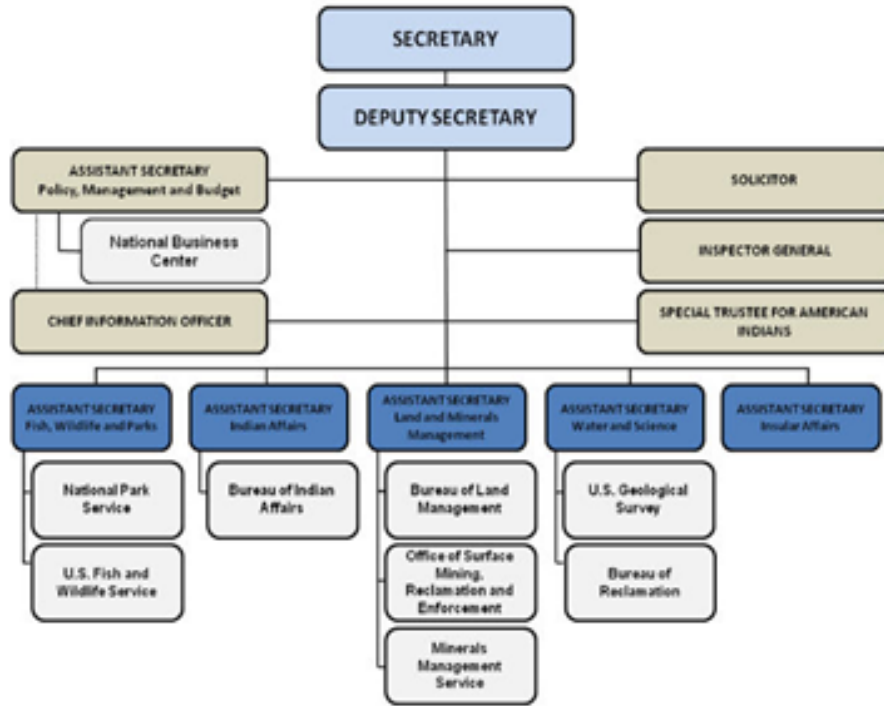 SECRETARY
DEPUTY SECRETARY
ASSISTANT SECRETARY
Policy, Management and Budget
SOLICITOR
National Business
Center
INSPECTOR GENERAL
CHIEF INFORMATION OFFICER
SPECIAL TRUSTEE FOR AMERICAN
INDIANS
ASSISTANT SECRETARY
Fish, Wildlife and Parks
ASSISTANT SECRETARY
Indian Affairs
ASSISTANT SECRETARY
Land and Minerals
Management
ASSISTANT SECRETARY
Water and Science
ASSISTANT SECRETARY
Insular Affairs
National Park
Service
Bureau of Indian
Affairs
Bureau of Land
Management
U.S. Geological
Survey
U.S. Fish and
Wildlife Service
Office of Surface
Mining,
Reclamation and
Enforcement
Bureau of
Reclamation
Minerals
Management
Service